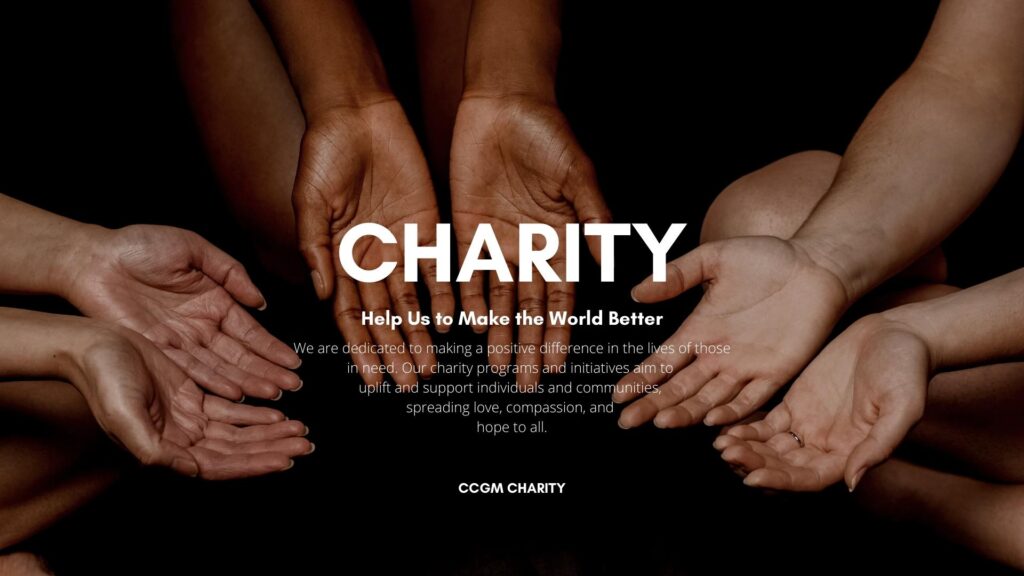 CHARITY
Help Us to Make the World Better
We are dedicated to making a positive difference in the lives of those
in need. Our charity programs and initiatives aim to
uplift and support individuals and communities,
spreading love, compassion, and
hope to all.
CCGM CHARITY